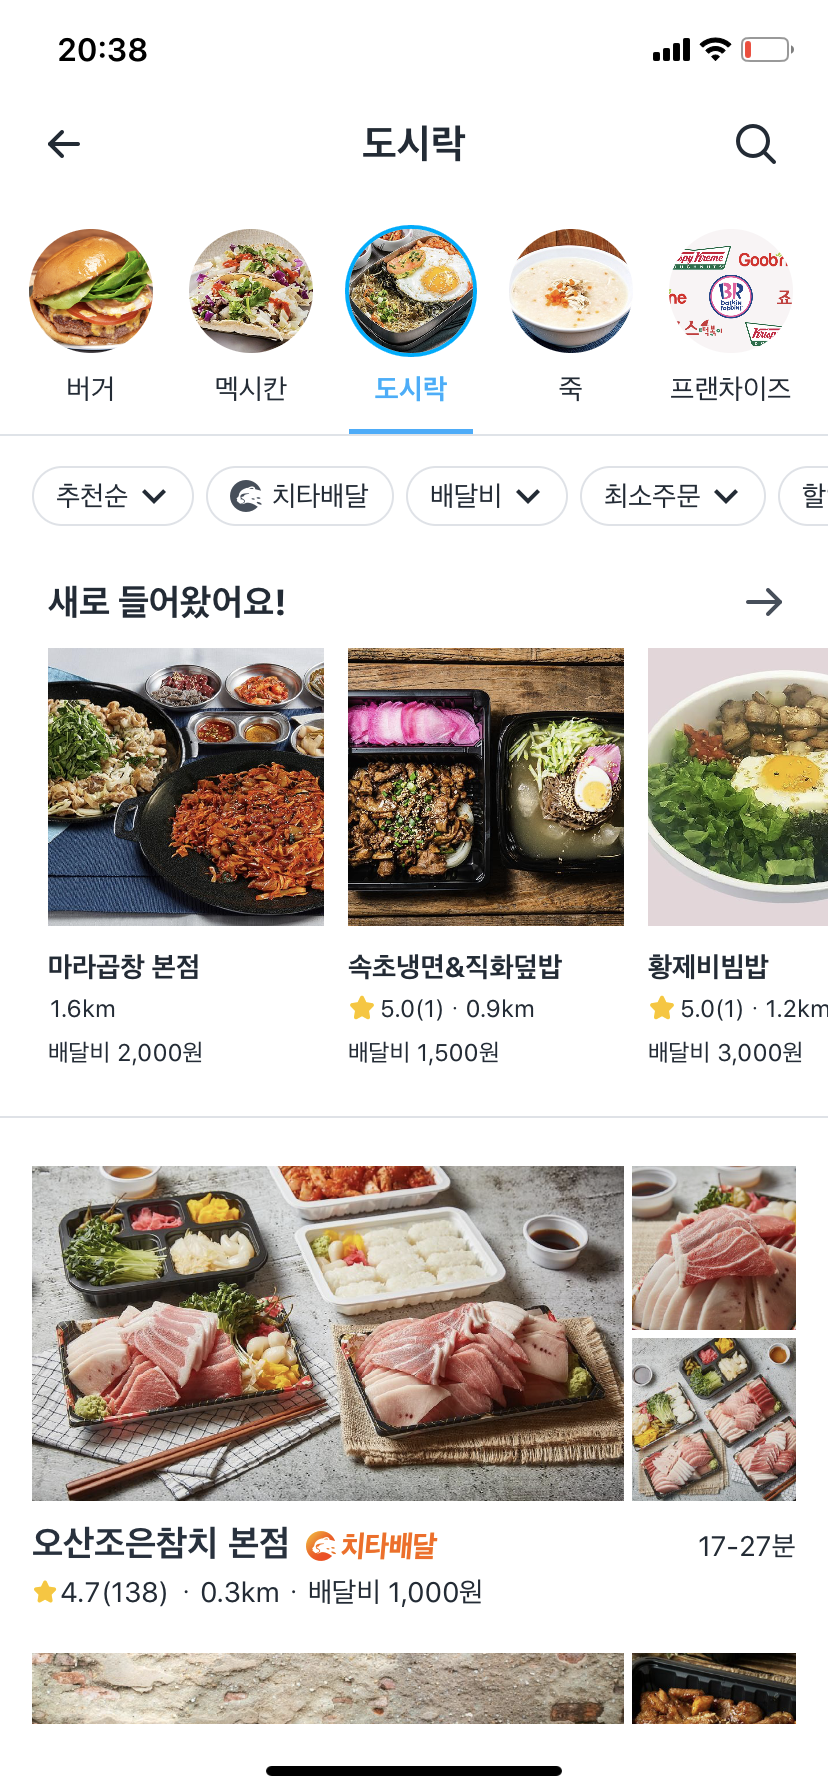 20:38
도시락
버거
멕시칸
도시락
죽
프랜차이즈
추천순
치타배달
배달비
최소주문
할
새로 들어왔어요!
마라곱창 본점
1.6km
배달비 2,000원
속초냉면&직화덮밥
5.0(1) · 0.9km
배달비 1,500원
황제비빔밥
5.0(1) · 1.2km
배달비 3,000원
오산조은참치 본점 치타배달
17-27분
4.7(138) · 0.3km · 배달비 1,000원